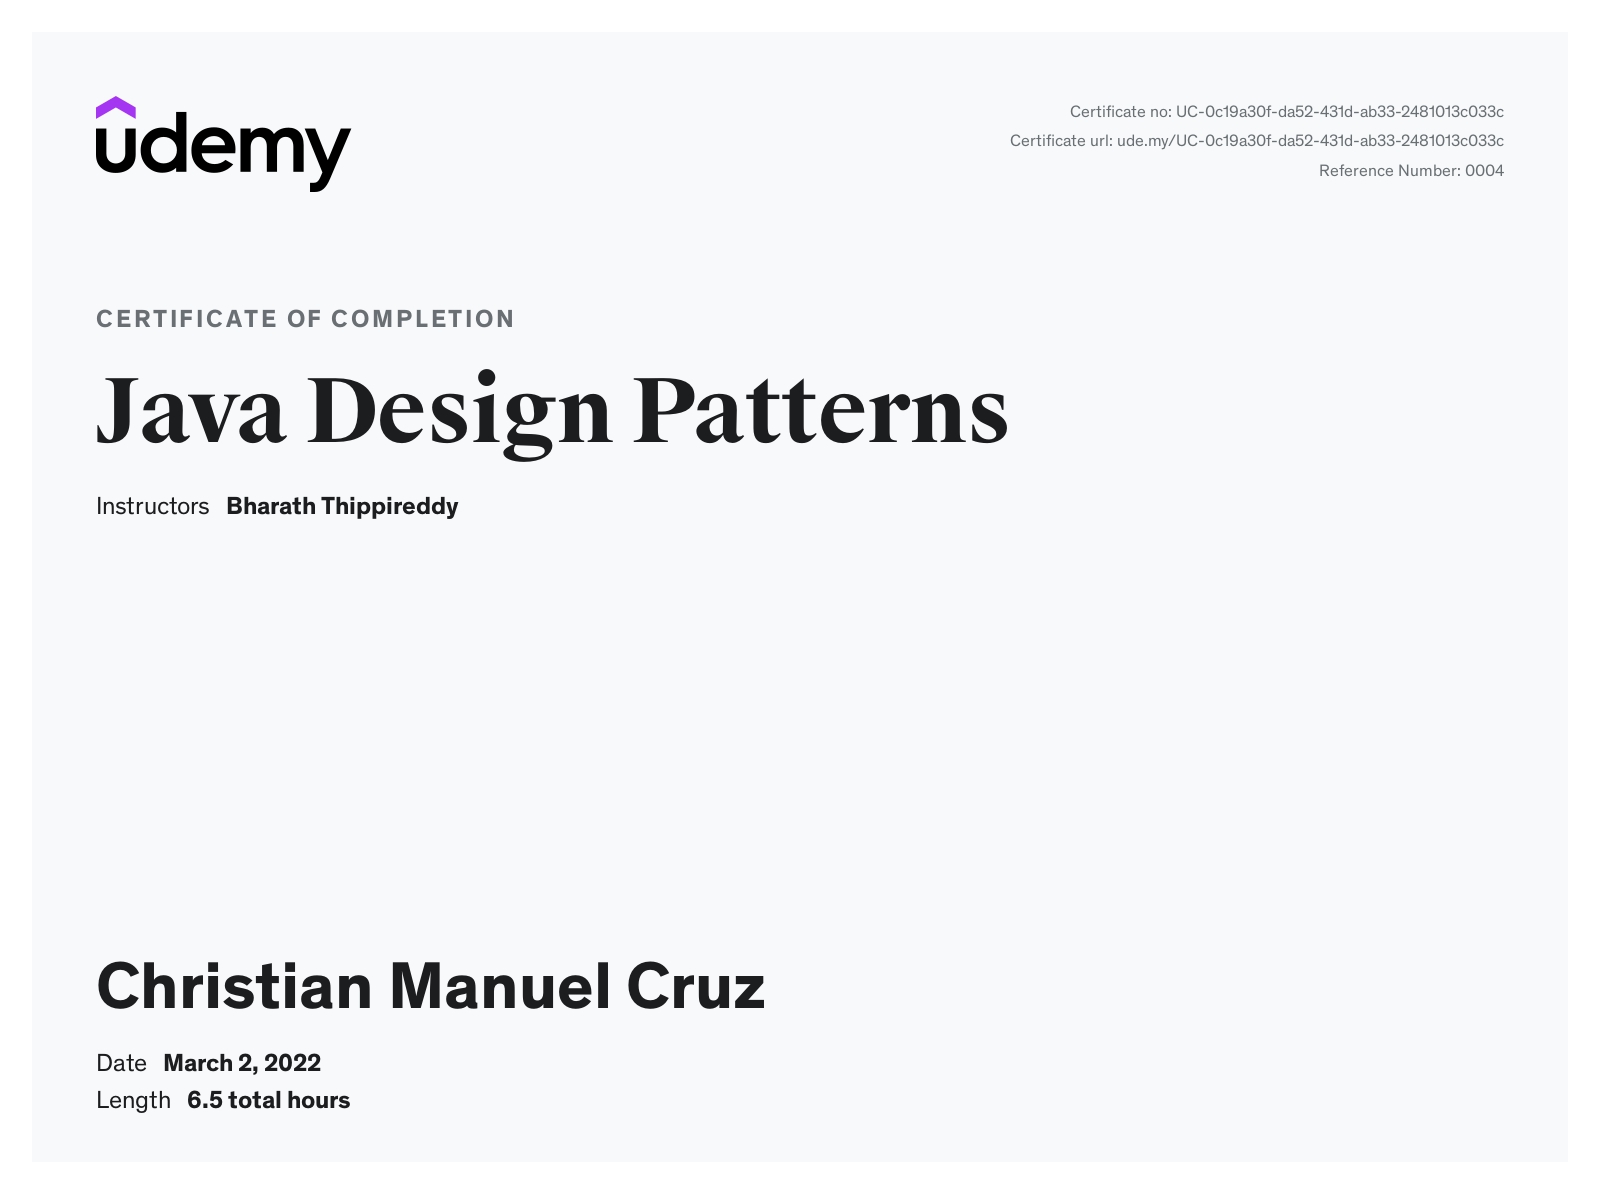 udemy
Certificate no: UC-0c19a30f-da52-431d-ab33-2481013c033c
Certificate url: ude.my/UC-0c19a30f-da52-431d-ab33-2481013c033c
Reference Number: 0004
CERTIFICATE OF COMPLETION
Java Design Patterns
Instructors Bharath Thippireddy
Christian Manuel Cruz
Date March 2, 2022
Length 6.5 total hours